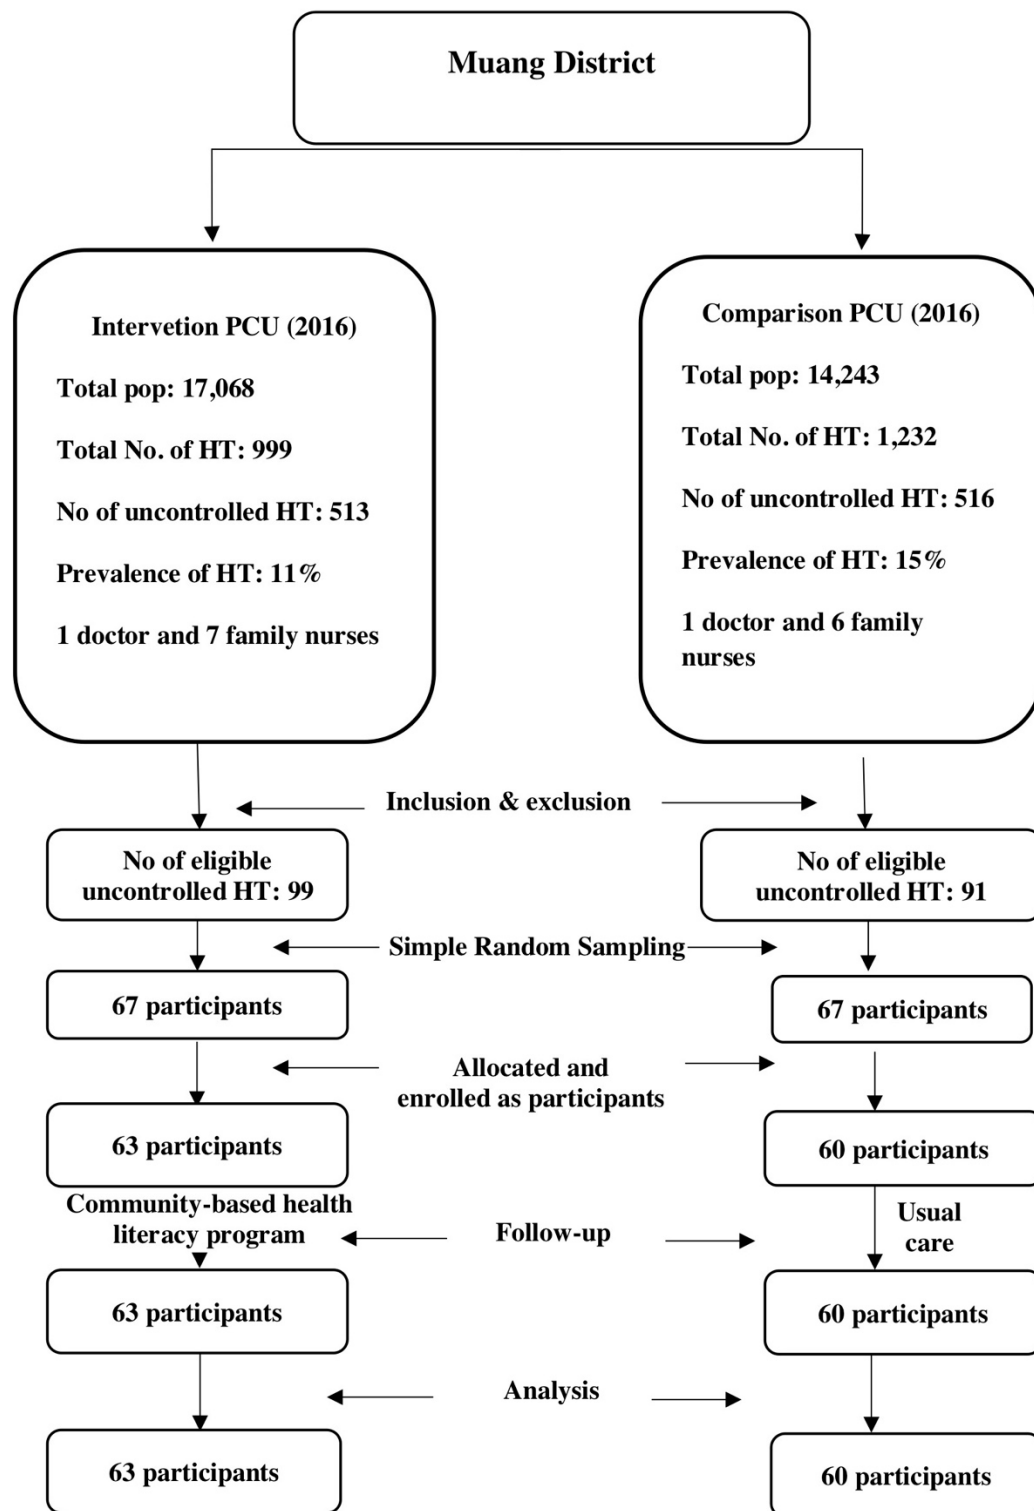 Muang District
Intervetion PCU (2016)
Total pop: 17,068
Total No. of HT: 999
No of uncontrolled HT: 513
Prevalence of HT: 11%
1 doctor and 7 family nurses
Comparison PCU (2016)
Total pop: 14,243
Total No. of HT: 1,232
No of uncontrolled HT: 516
Prevalence of HT: 15%
1 doctor and 6 family
nurses
Inclusion & exclusion
No of eligible
uncontrolled HT: 99
No of eligible
uncontrolled HT: 91
Simple Random Sampling
67 participants
67 participants
Allocated and
enrolled as participants
63 participants
60 participants
Community-based health
literacy program
Follow-up
Usual
care
63 participants
60 participants
Analysis
63 participants
60 participants